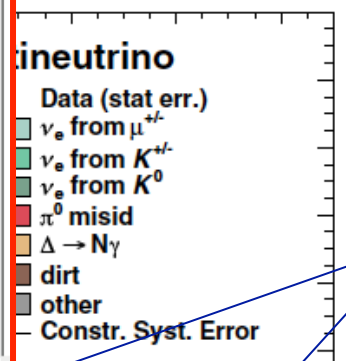 tineutrino
Data (stat err.)
νe from μ+/-
νe from K+/-
νe from K0
π0 misid
Δ → Nγ
dirt
other
Constr. Syst. Error